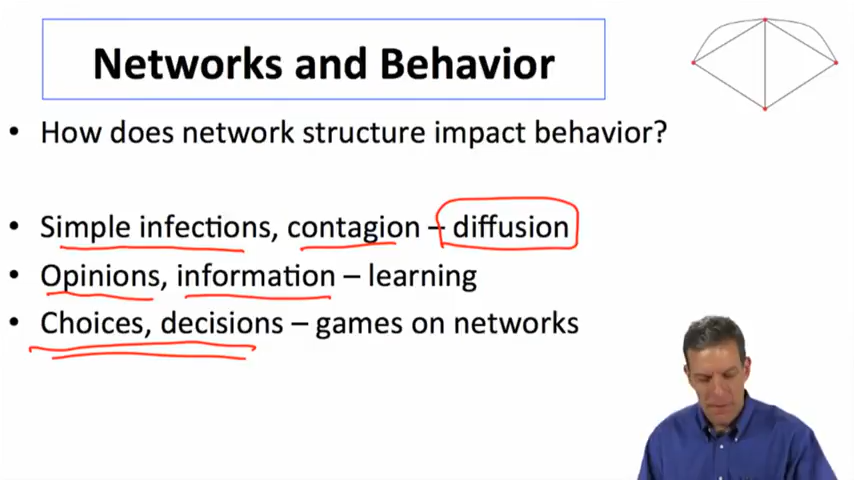 Networks and Behavior
• How does network structure impact behavior?
• Simple infections, contagion – diffusion
• Opinions, information – learning
• Choices, decisions – games on networks